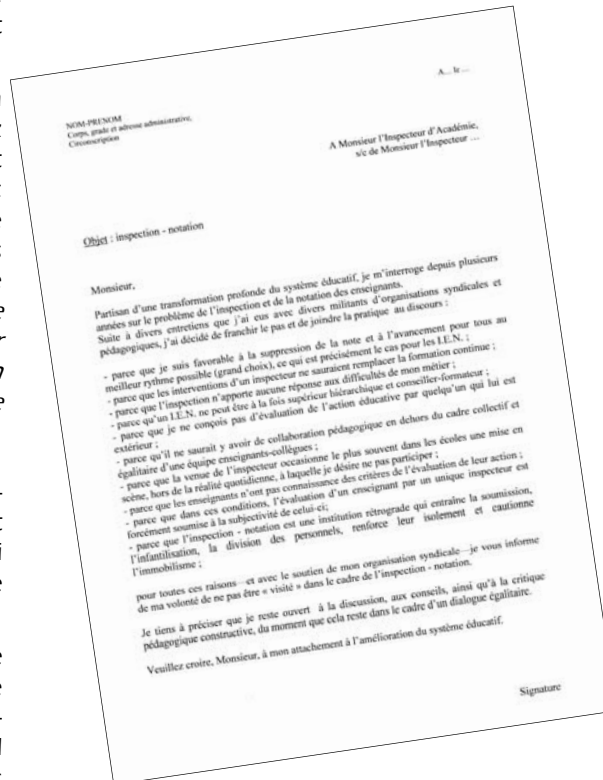 A... le ...
NOM-PRENOM
Corps, grade et adresse administrative,
Circonscription
A Monsieur l'Inspecteur d'Académie,
s/c de Monsieur l'Inspecteur ...
Objet : inspection - notation
Monsieur,
Partisan d'une transformation profonde du système éducatif, je m'interroge depuis plusieurs
années sur le problème de l'inspection et de la notation des enseignants.
Suite à divers entretiens que j'ai eus avec divers militants d'organisations syndicales et
pédagogiques, j'ai décidé de franchir le pas et de joindre la pratique au discours :
- parce que je suis favorable à la suppression de la note et à l'avancement pour tous au
meilleur rythme possible (grand choix), ce qui est précisément le cas pour les I.E.N. ;
- parce que les interventions d'un inspecteur ne sauraient remplacer la formation continue ;
- parce que l'inspection n'apporte aucune réponse aux difficultés de mon métier ;
- parce qu'un I.E.N. ne peut être à la fois supérieur hiérarchique et conseiller-formateur ;
- parce que je ne conçois pas d'évaluation de l'action éducative par quelqu'un qui lui est
extérieur ;
- parce qu'il ne saurait y avoir de collaboration pédagogique en dehors du cadre collectif et
égalitaire d'une équipe enseignants-collègues ;
- parce que la venue de l'inspecteur occasionne le plus souvent dans les écoles une mise en
scène, hors de la réalité quotidienne, à laquelle je désire ne pas participer ;
- parce que les enseignants n'ont pas connaissance des critères de l'évaluation de leur action ;
- parce que dans ces conditions, l'évaluation d'un enseignant par un unique inspecteur est
forcément soumise à la subjectivité de celui-ci;
- parce que l'inspection - notation est une institution rétrograde qui entraîne la soumission,
l'infantilisation, la division des personnels, renforce leur isolement et cautionne
l'immobilisme ;
pour toutes ces raisons—et avec le soutien de mon organisation syndicale—je vous informe
de ma volonté de ne pas être « visité » dans le cadre de l'inspection - notation.
Je tiens à préciser que je reste ouvert à la discussion, aux conseils, ainsi qu'à la critique
pédagogique constructive, du moment que cela reste dans le cadre d'un dialogue égalitaire.
Veuillez croire, Monsieur, à mon attachement à l'amélioration du système éducatif.
Signature